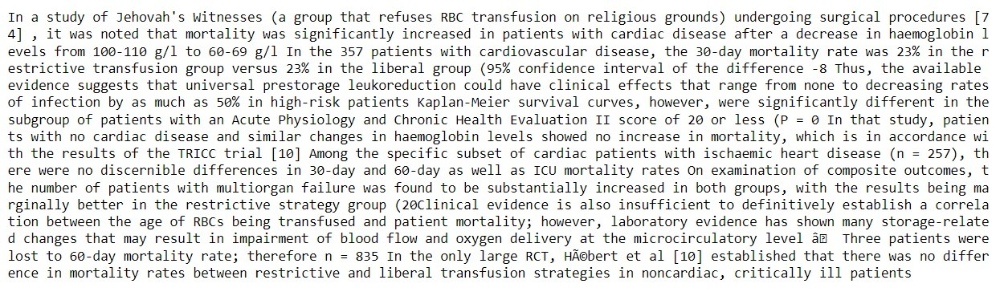 In a study of Jehovah's Witnesses (a group that refuses RBC transfusion on religious grounds) undergoing surgical procedures [7
4] , it was noted that mortality was significantly increased in patients with cardiac disease after a decrease in haemoglobin l
evels from 100-110 g/l to 60-69 g/l In the 357 patients with cardiovascular disease, the 30-day mortality rate was 23% in the r
estrictive transfusion group versus 23% in the liberal group (95% confidence interval of the difference -8 Thus, the available 
evidence suggests that universal prestorage leukoreduction could have clinical effects that range from none to decreasing rates
of infection by as much as 50% in high-risk patients Kaplan-Meier survival curves, however, were significantly different in the
subgroup of patients with an Acute Physiology and Chronic Health Evaluation II score of 20 or less (P = 0 In that study, patien
ts with no cardiac disease and similar changes in haemoglobin levels showed no increase in mortality, which is in accordance wi
th the results of the TRICC trial [10] Among the specific subset of cardiac patients with ischaemic heart disease (n = 257), th
ere were no discernible differences in 30-day and 60-day as well as ICU mortality rates On examination of composite outcomes, t
he number of patients with multiorgan failure was found to be substantially increased in both groups, with the results being ma
rginally better in the restrictive strategy group (20Clinical evidence is also insufficient to definitively establish a correla
tion between the age of RBCs being transfused and patient mortality; however, laboratory evidence has shown many storage-relate
d changes that may result in impairment of blood flow and oxygen delivery at the microcirculatory level â  Three patients were
lost to 60-day mortality rate; therefore n = 835 In the only large RCT, HÃ©bert et al [10] established that there was no differ
ence in mortality rates between restrictive and liberal transfusion strategies in noncardiac, critically ill patients